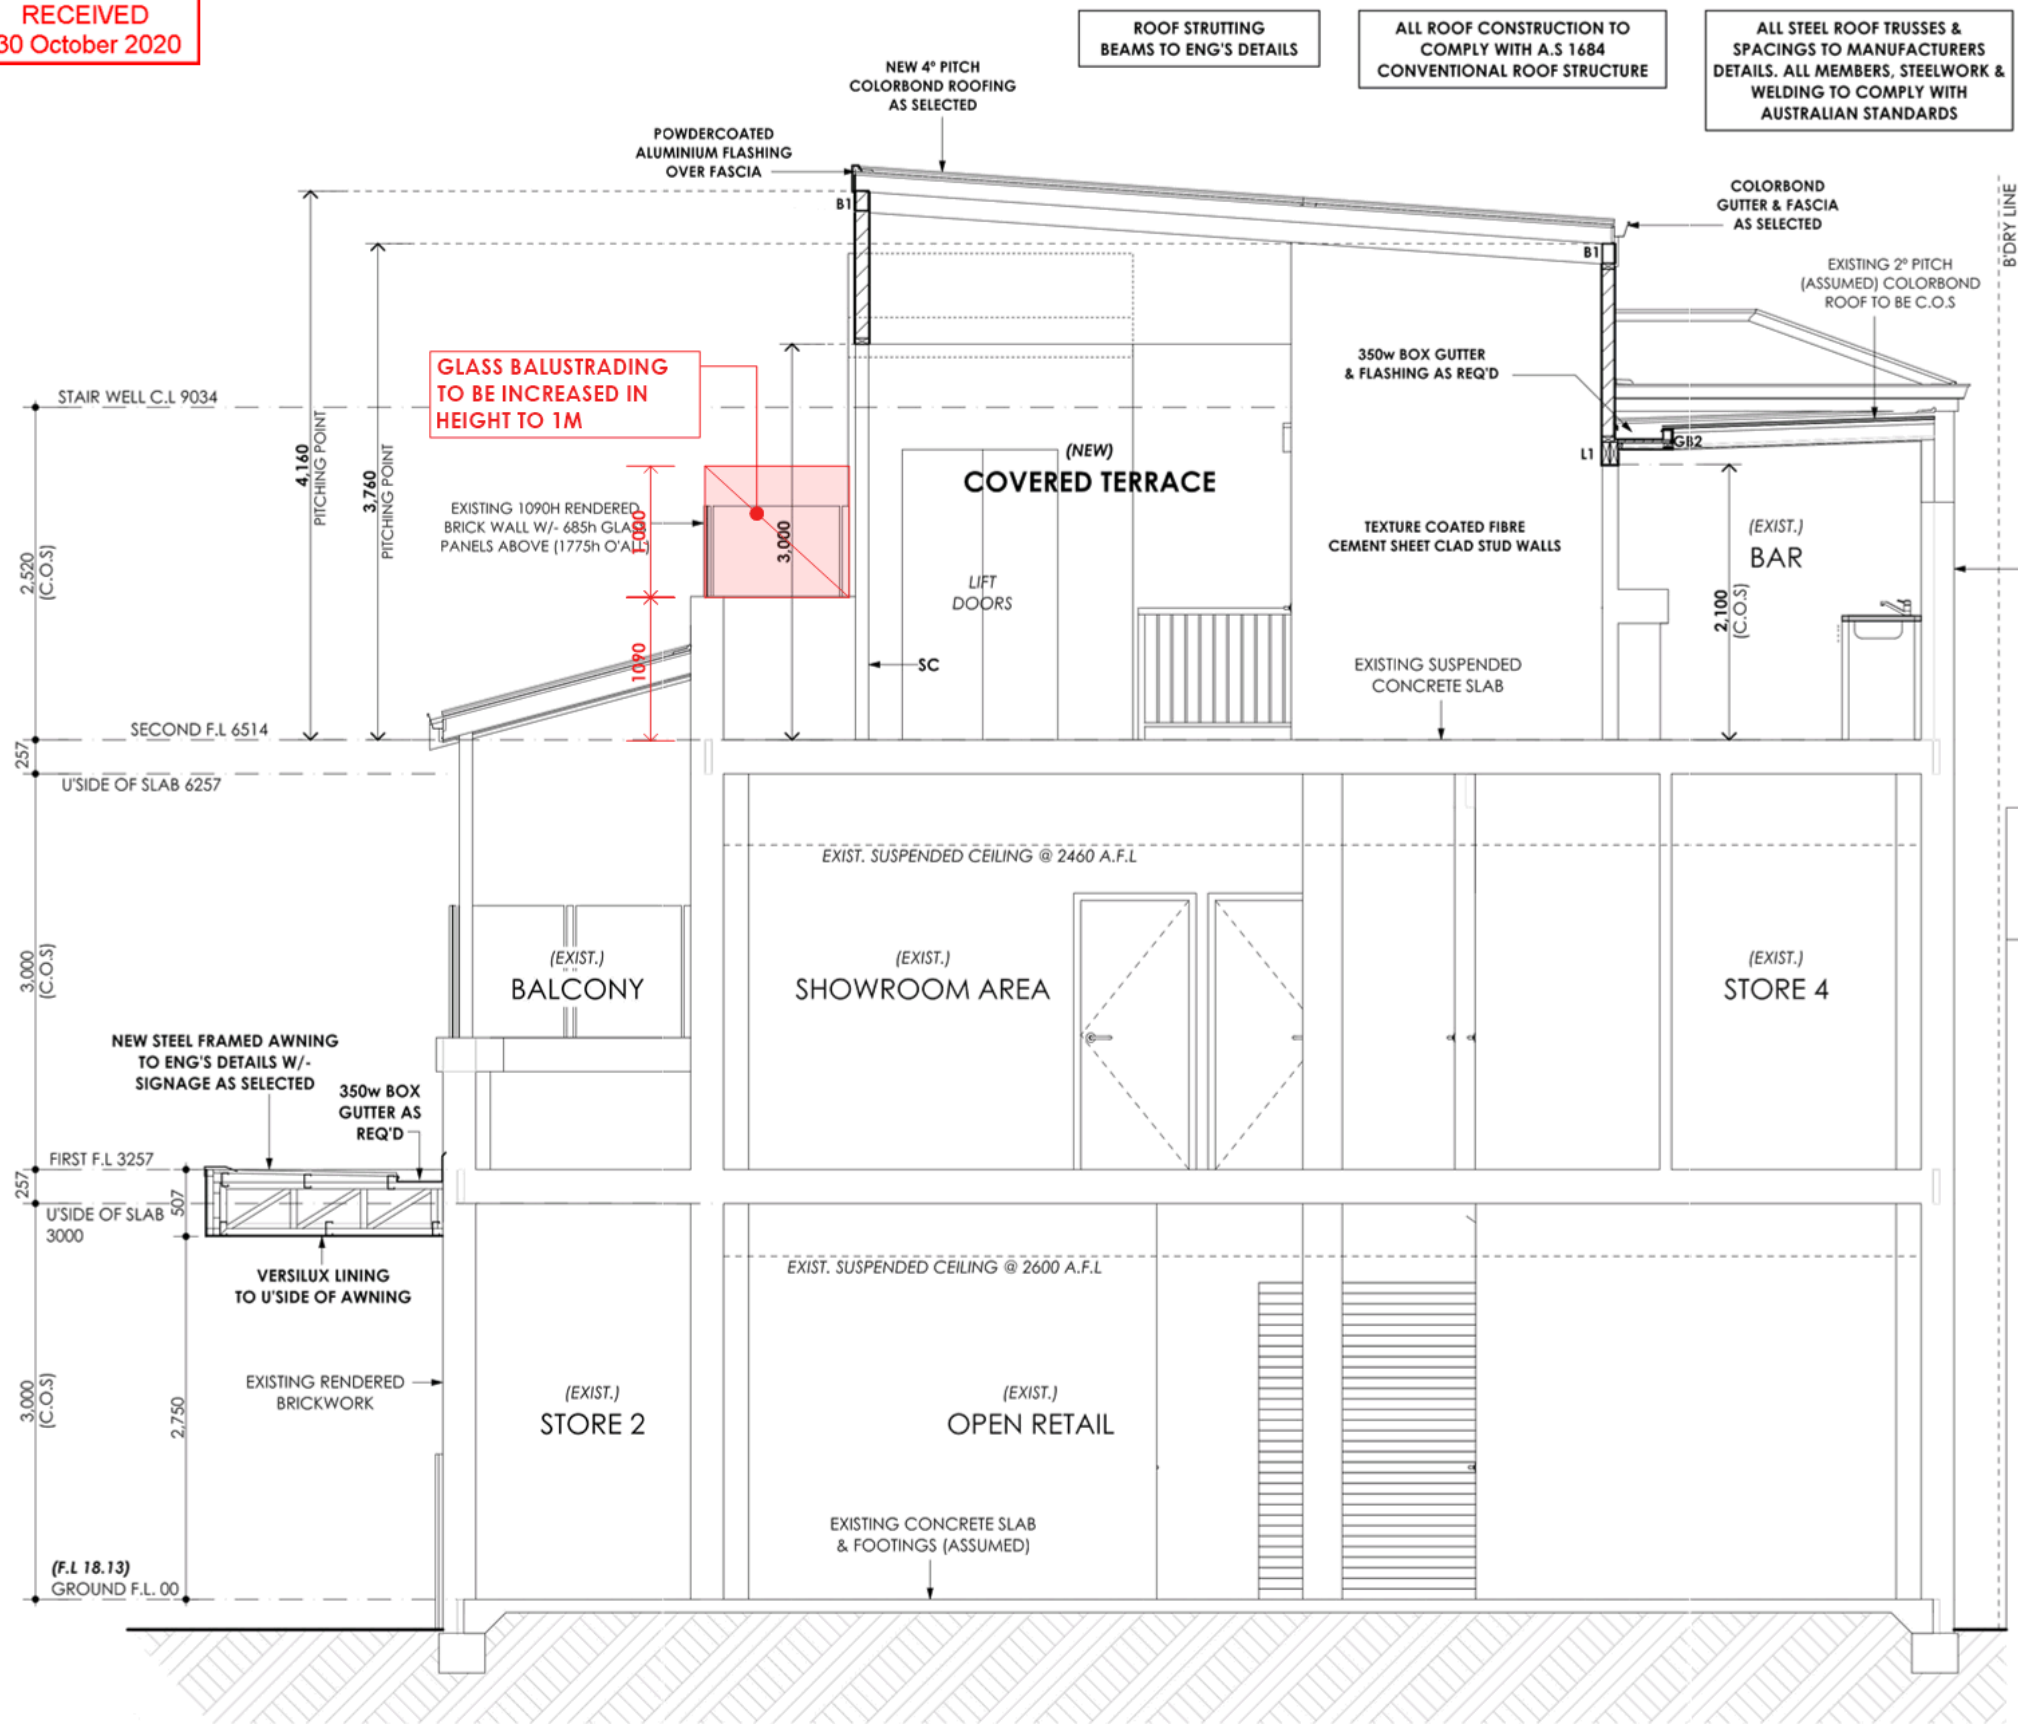 RECEIVED
30 October 2020
ROOF STRUTTING
BEAMS TO ENG'S DETAILS
ALL ROOF CONSTRUCTION TO
COMPLY WITH A.S 1684
CONVENTIONAL ROOF STRUCTURE
ALL STEEL ROOF TRUSSES &
SPACINGS TO MANUFACTURERS
DETAILS. ALL MEMBERS, STEELWORK &
WELDING TO COMPLY WITH
AUSTRALIAN STANDARDS
NEW 4º PITCH
COLORBOND ROOFING
AS SELECTED
POWDERCOATED
ALUMINIUM FLASHING
OVER FASCIA
B1
COLORBOND
GUTTER & FASCIA
AS SELECTED
B'DRY LINE
B1
EXISTING 2º PITCH
(ASSUMED) COLORBOND
ROOF TO BE C.O.S
350w BOX GUTTER
& FLASHING AS REQ'D
GLASS BALUSTRADING
TO BE INCREASED IN
HEIGHT TO 1M
STAIR WELL C.L 9034
4,160
PITCHING POINT
3,760
PITCHING POINT
(NEW)
COVERED TERRACE
GB2
L1
EXISTING 1090H RENDERED
BRICK WALL W/- 685h GLASS
PANELS ABOVE (1775h O'ALL)
1000
3,000
TEXTURE COATED FIBRE
CEMENT SHEET CLAD STUD WALLS
(EXIST.)
BAR
2,520
(C.O.S)
LIFT
DOORS
2,100
(C.O.S)
1090
SC
EXISTING SUSPENDED
CONCRETE SLAB
SECOND F.L 6514
257
U'SIDE OF SLAB 6257
EXIST. SUSPENDED CEILING @ 2460 A.F.L
3,000
(C.O.S)
(EXIST.)
BALCONY
(EXIST.)
SHOWROOM AREA
(EXIST.)
STORE 4
NEW STEEL FRAMED AWNING
TO ENG'S DETAILS W/-
SIGNAGE AS SELECTED
350w BOX
GUTTER AS
REQ'D
FIRST F.L 3257
257
507
U'SIDE OF SLAB
3000
VERSILUX LINING
TO U'SIDE OF AWNING
EXIST. SUSPENDED CEILING @ 2600 A.F.L
3,000
(C.O.S)
2,750
EXISTING RENDERED
BRICKWORK
(EXIST.)
STORE 2
(EXIST.)
OPEN RETAIL
EXISTING CONCRETE SLAB
& FOOTINGS (ASSUMED)
(F.L 18.13)
GROUND F.L. 00